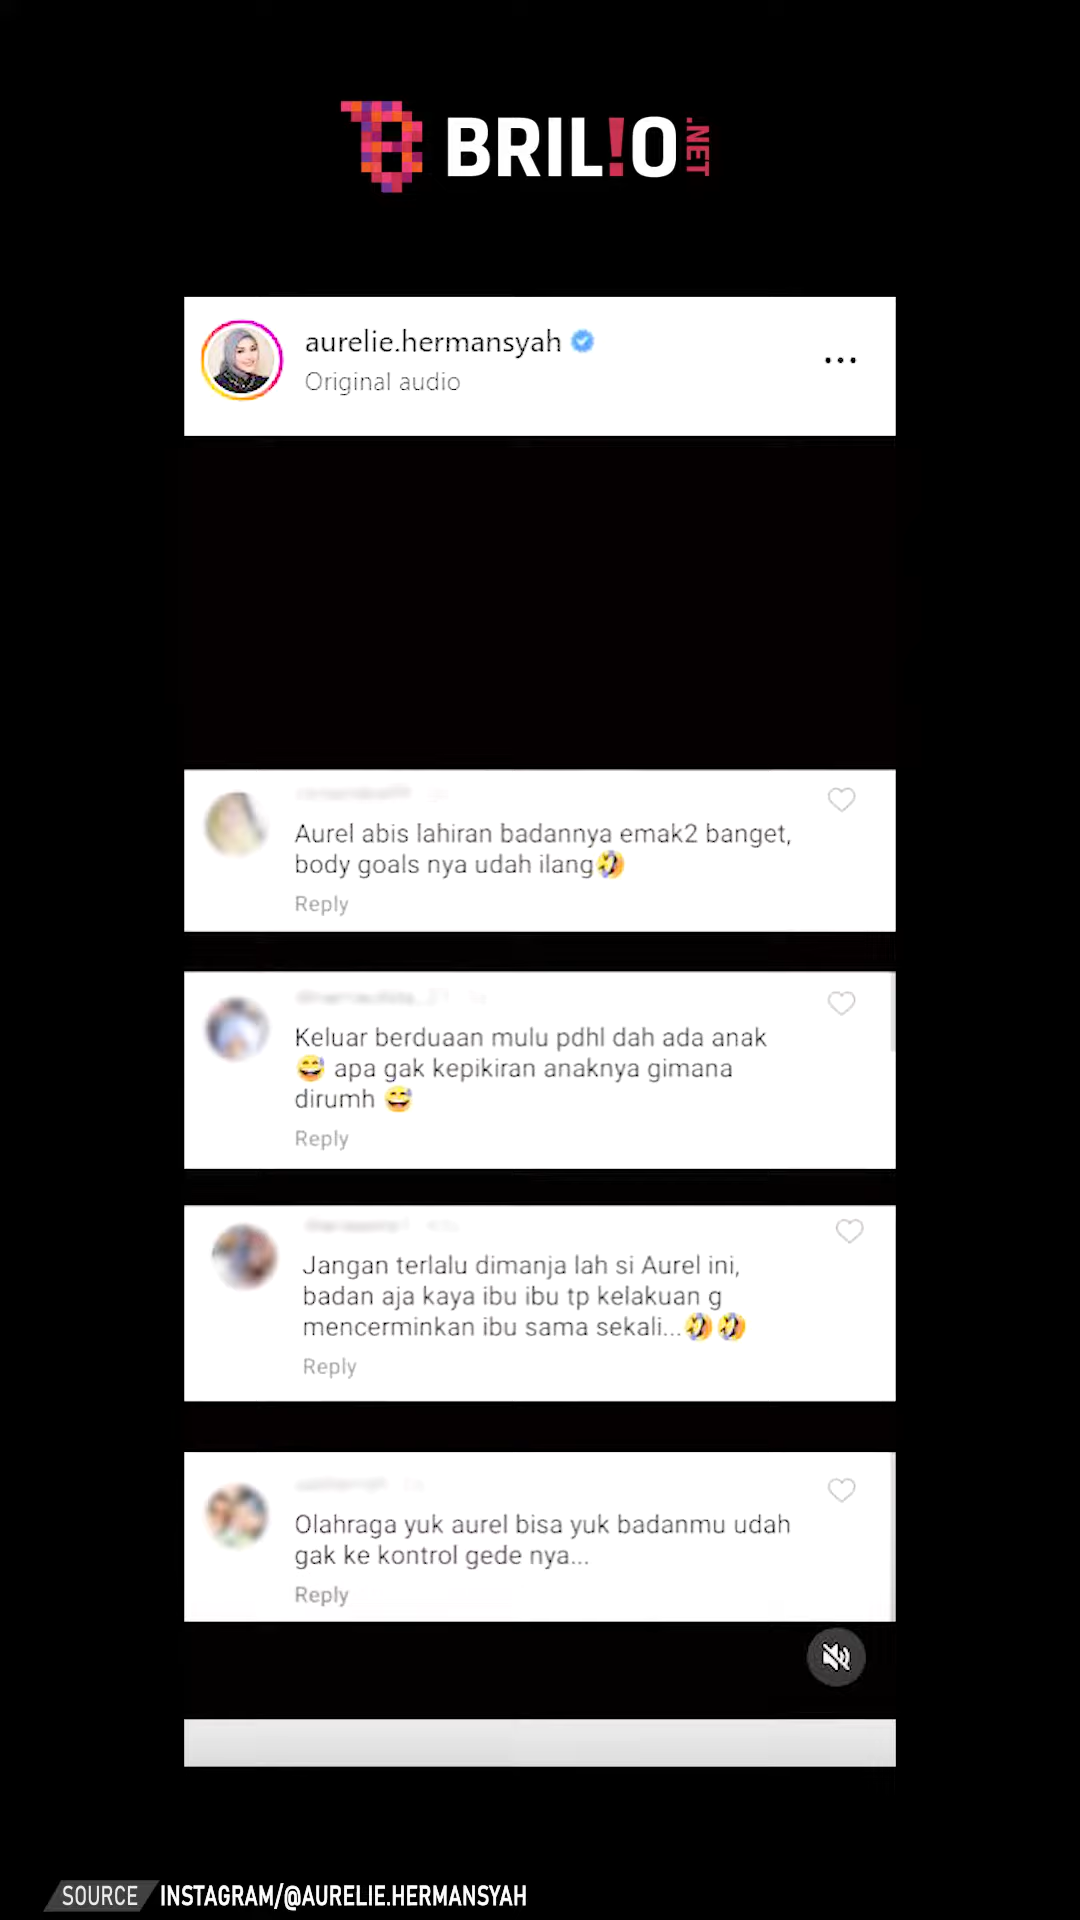 BRIL!O.NET
aurelie.hermansyah
Original audio
Aurel abis lahiran badannya emak2 banget,
body goals nya udah ilang🤣
Reply
Keluar berduaan mulu pdhl dah ada anak
😅 apa gak kepikiran anaknya gimana
dirumh 😅
Reply
Jangan terlalu dimanja lah si Aurel ini,
badan aja kaya ibu ibu tp kelakuan g
mencerminkan ibu sama sekali...🤣🤣
Reply
Olahraga yuk aurel bisa yuk badanmu udah
gak ke kontrol gede nya...
Reply
SOURCE INSTAGRAM/@AURELIE.HERMANSYAH